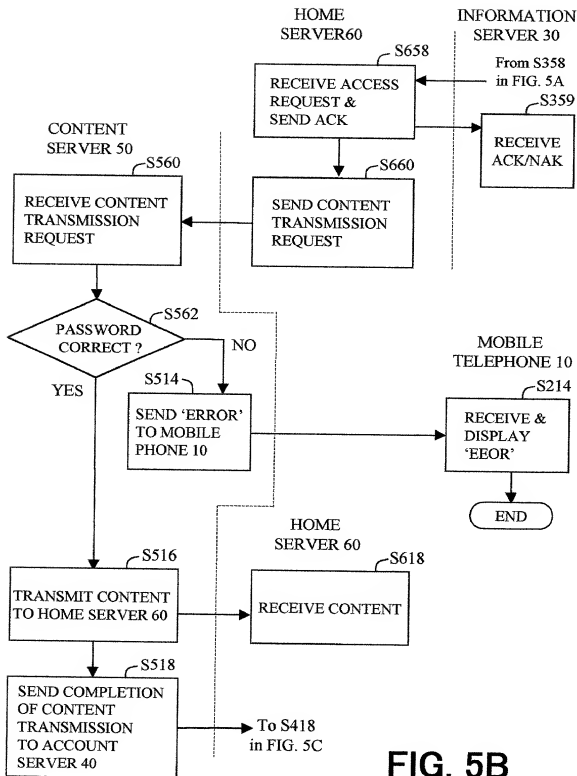 HOME
SERVER60
INFORMATION
SERVER 30
S658
RECEIVE ACCESS
REQUEST &
SEND ACK
From S358
in FIG. 5A
S359
RECEIVE
ACK/NAK
CONTENT
SERVER 50
S560
RECEIVE CONTENT
TRANSMISSION
REQUEST
S660
SEND CONTENT
TRANSMISSION
REQUEST
S562
PASSWORD
CORRECT ?
NO
YES
S514
SEND 'ERROR'
TO MOBILE
PHONE 10
MOBILE
TELEPHONE 10
S214
RECEIVE &
DISPLAY
'EEOR'
END
HOME
SERVER 60
S516
TRANSMIT CONTENT
TO HOME SERVER 60
S618
RECEIVE CONTENT
S518
SEND COMPLETION
OF CONTENT
TRANSMISSION
TO ACCOUNT
SERVER 40
To S418
in FIG. 5C
FIG. 5B